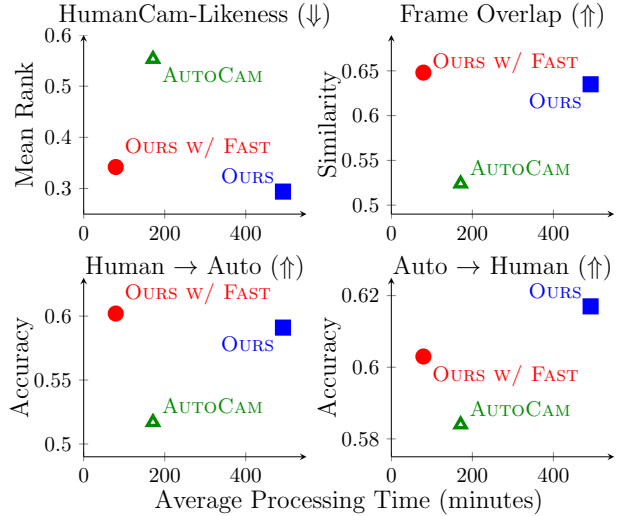 HumanCam-Likeness (⇓)
Mean Rank
0.6
0.5
0.4
0.3
AUTOCAM
OURS W/ FAST
OURS
0
200
400
Frame Overlap (⇑)
Similarity
0.65
0.6
0.55
0.5
OURS W/ FAST
OURS
AUTOCAM
0
200
400
Human → Auto (⇑)
Accuracy
0.6
0.55
0.5
OURS W/ FAST
OURS
AUTOCAM
0
200
400
Auto → Human (⇑)
Accuracy
0.62
0.6
0.58
OURS
OURS W/ FAST
AUTOCAM
0
200
400
Average Processing Time (minutes)